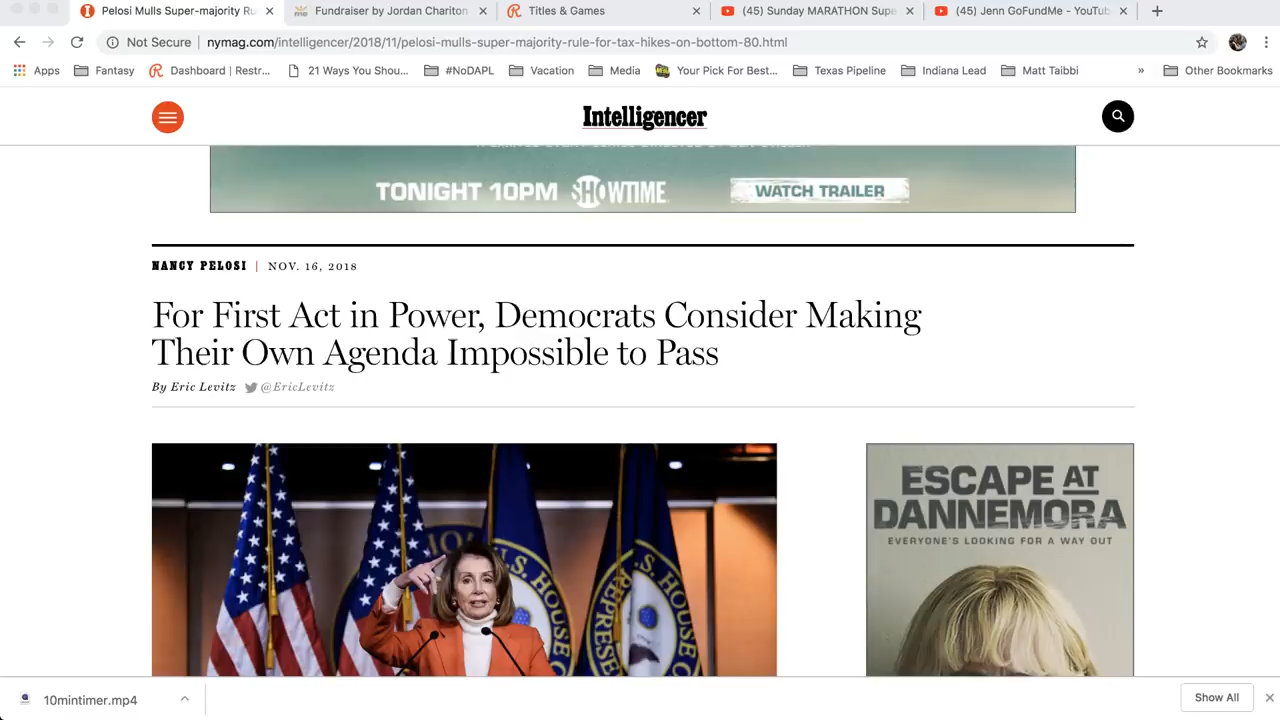 Pelosi Mulls Super-majority Ru
Fundraiser by Jordan Chariton
Titles & Games
(45) Sunday MARATHON Supe
(45) Jenn GoFundMe - YouTub
Not Secure
nymag.com/intelligencer/2018/11/pelosi-mulls-super-majority-rule-for-tax-hikes-on-bottom-80.html
Apps
Fantasy
Dashboard | Restr...
21 Ways You Shou...
#NoDAPL
Vacation
Media
Your Pick For Best...
Texas Pipeline
Indiana Lead
Matt Taibbi
»
Other Bookmarks
Intelligencer
TONIGHT 10PM SHOWTIME
WATCH TRAILER
NANCY PELOSI | NOV. 16, 2018
For First Act in Power, Democrats Consider Making
Their Own Agenda Impossible to Pass
By Eric Levitz @EricLevitz
ESCAPE AT
DANNEMORA
EVERYONE'S LOOKING FOR A WAY OUT
10mintimer.mp4
Show All